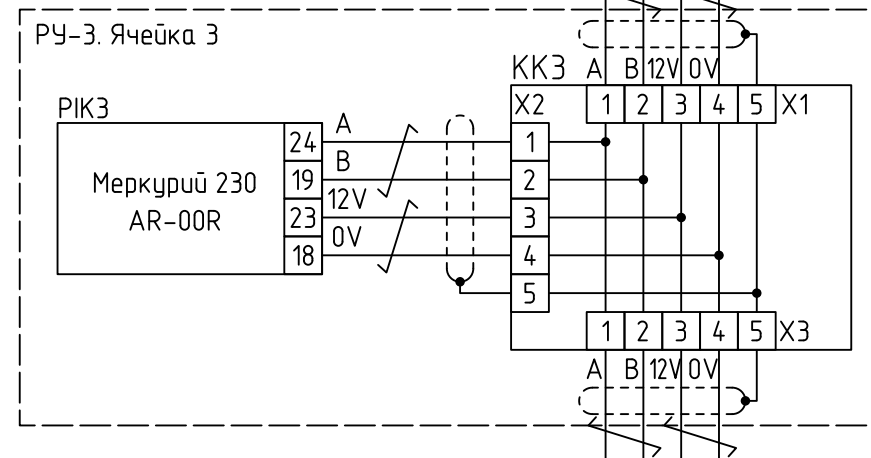 РУ-3. Ячейка 3
КК3 A B 12V 0V
PIK3
X2 1 2 3 4 5 X1
24 A 1
Меркурий 230 19 B 2
AR-00R 23 12V 3
18 0V 4
5
1 2 3 4 5 X3
A B 12V 0V